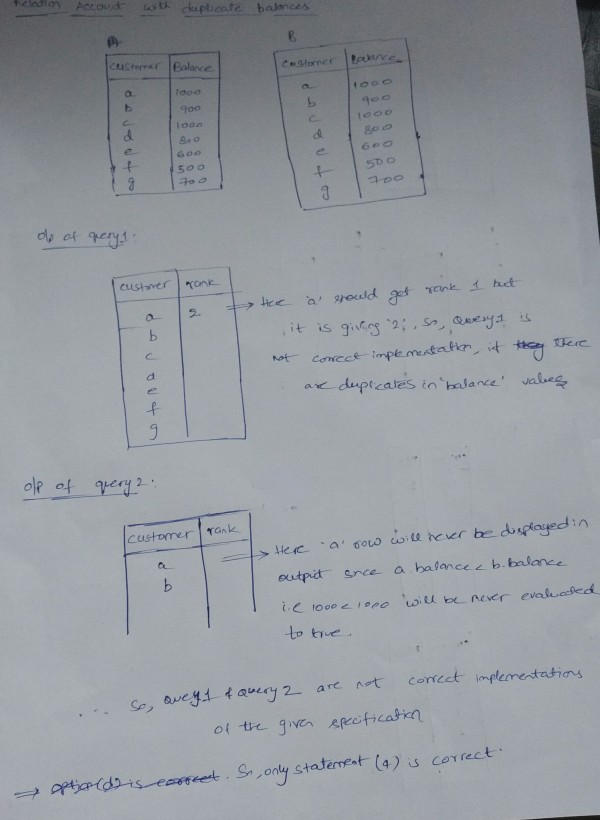 Relation Account with duplicate balances
A
B
customer Balance
a 1000
b 900
c 1000
d 800
e 600
f 500
g 700
customer Balance
a 1000
b 900
c 1000
d 800
e 600
f 500
g 700
o/p of query1:
customer rank
a 2
b
c
d
e
f
g
Here 'a' should get rank 1 but
it is giving '2'. So, Query1 is
not correct implementation, if there
are duplicates in 'balance' values
o/p of query2:
customer rank
a
b
Here 'a' row will never be displayed in
output since a.balance < b.balance
i.e 1000 < 1000 will be never evaluated
to true.
∴ So, query1 & query2 are not correct implementations
of the given specification
⇒ option(d) is correct. So, only statement (4) is correct.